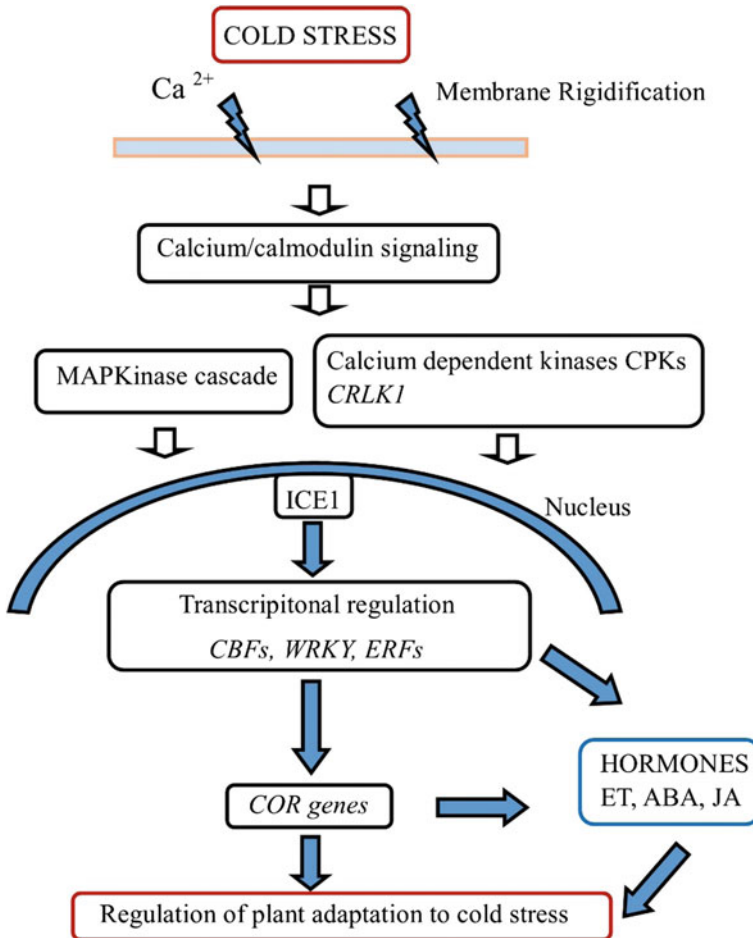 COLD STRESS
Ca 2+
Membrane Rigidification
Calcium/calmodulin signaling
MAPKinase cascade
Calcium dependent kinases CPKs
CRLK1
ICE1
Nucleus
Transcripitonal regulation
CBFs, WRKY, ERFs
HORMONES
ET, ABA, JA
COR genes
Regulation of plant adaptation to cold stress